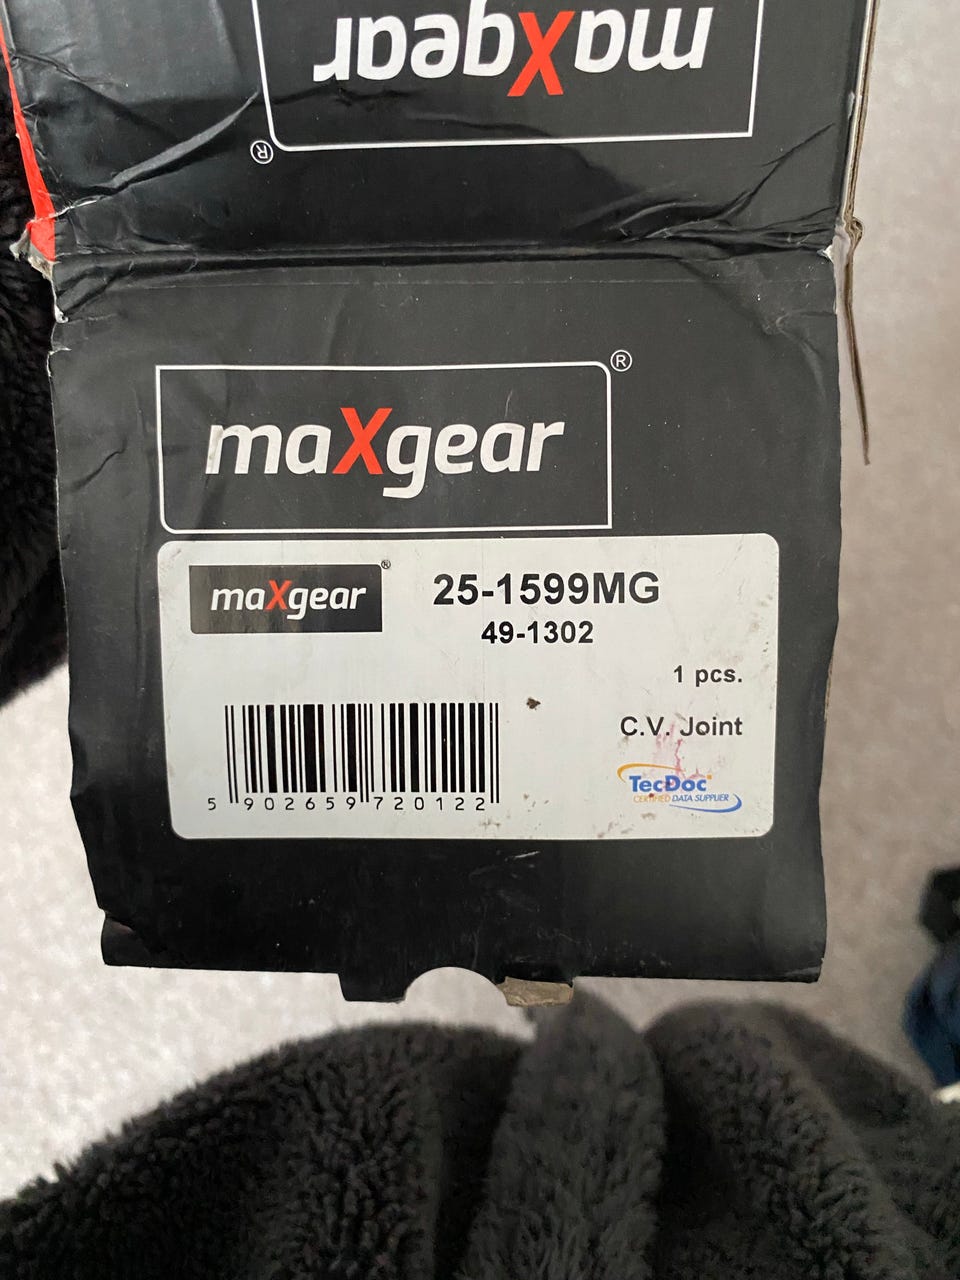 maXgear
®
maXgear®
maXgear® 25-1599MG
49-1302
1 pcs.
C.V. Joint
TecDoc
CERTIFIED DATA SUPPLIER
5 902659 720122